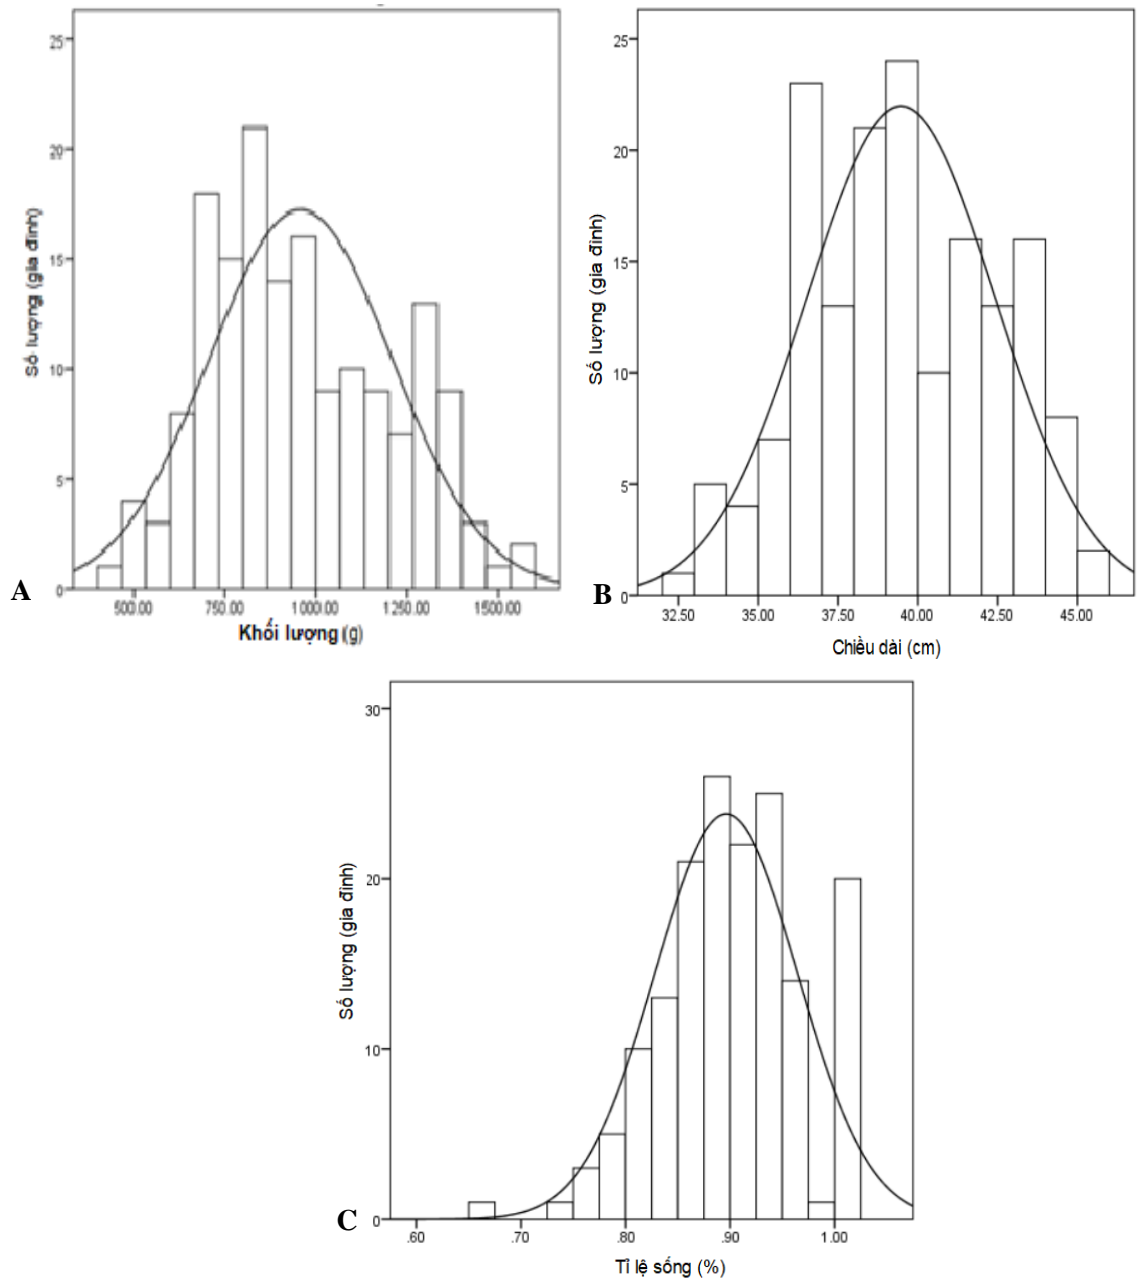 25
20
15
10
5
0
Số lượng (gia đình)
500.00 750.00 1000.00 1250.00 1500.00
Khối lượng (g)
A
25
20
15
10
5
0
Số lượng (gia đình)
32.50 35.00 37.50 40.00 42.50 45.00
Chiều dài (cm)
B
30
20
10
0
Số lượng (gia đình)
.60 .70 .80 .90 1.00
Tỉ lệ sống (%)
C